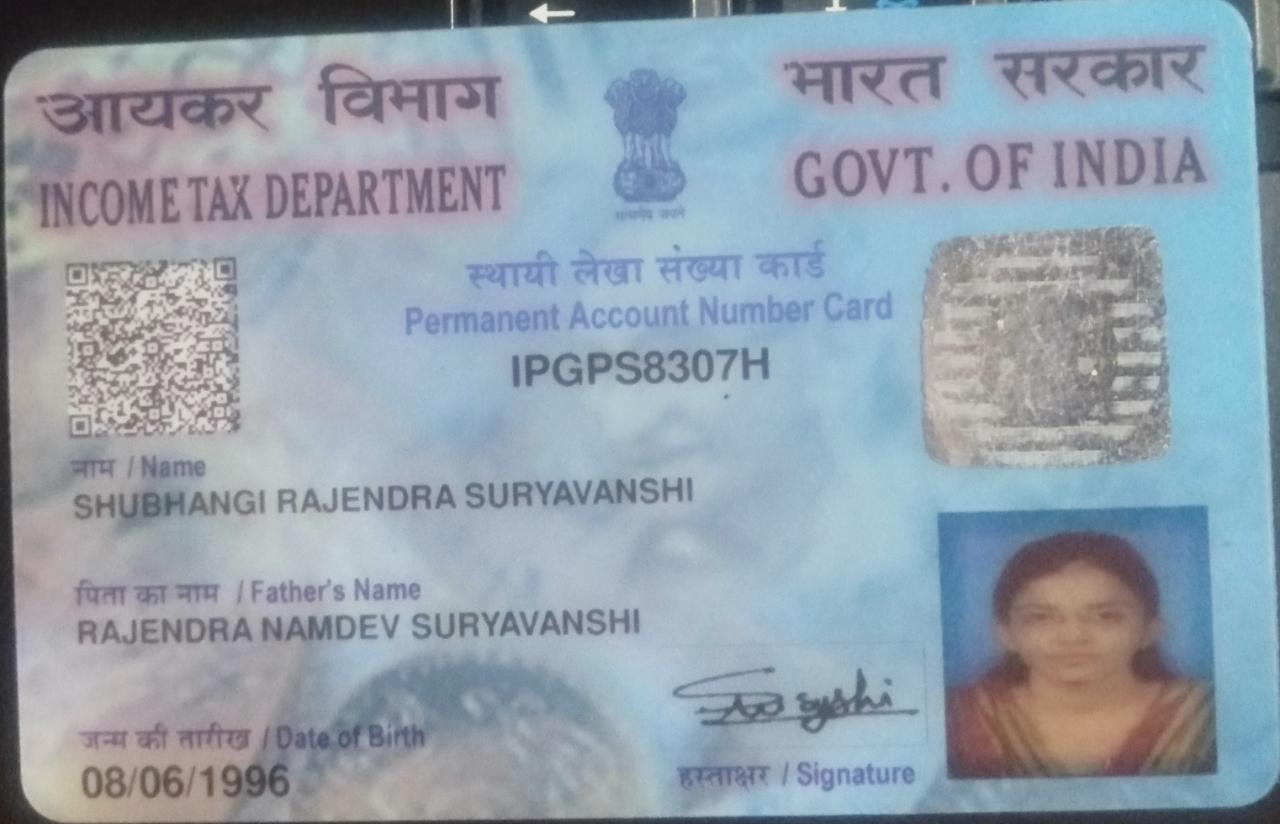 आयकर विभाग
INCOME TAX DEPARTMENT
भारत सरकार
GOVT. OF INDIA
सत्यमेव जयते
स्थायी लेखा संख्या कार्ड
Permanent Account Number Card
IPGPS8307H
नाम / Name
SHUBHANGI RAJENDRA SURYAVANSHI
पिता का नाम / Father's Name
RAJENDRA NAMDEV SURYAVANSHI
जन्म की तारीख / Date of Birth
08/06/1996
हस्ताक्षर / Signature